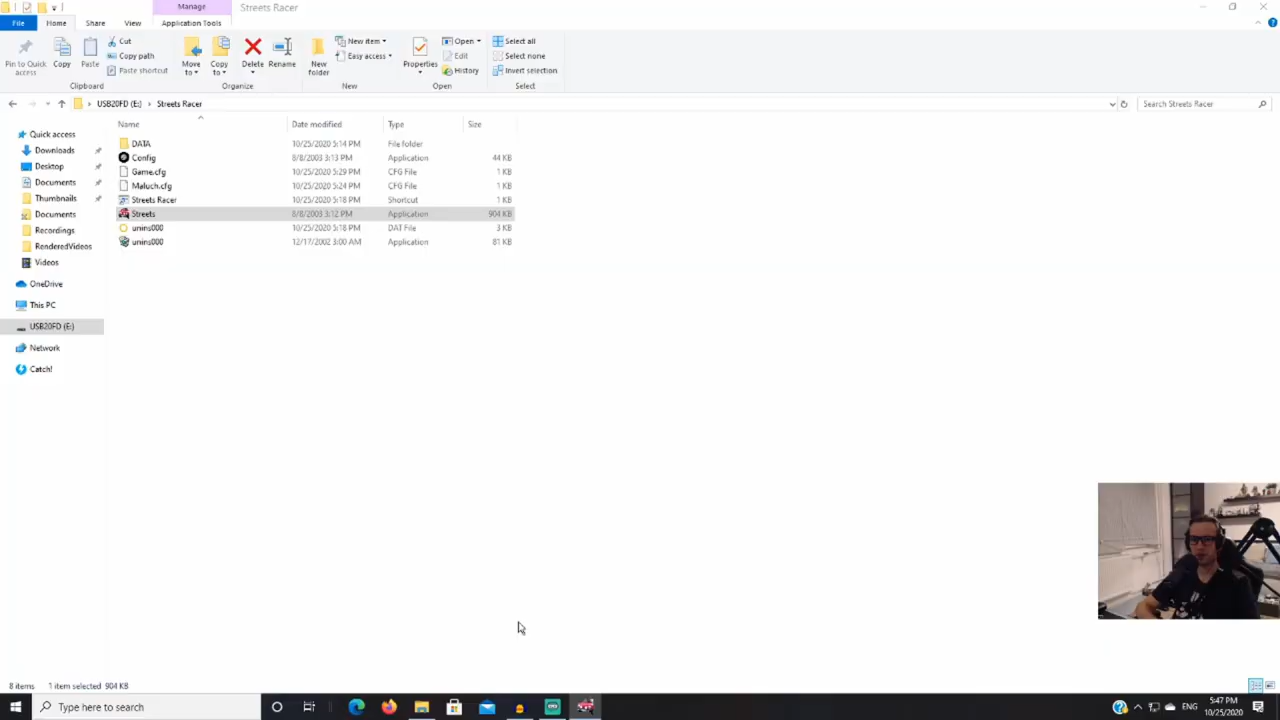 Manage
Streets Racer
File
Home
Share
View
Application Tools
Pin to Quick access
Copy
Paste
Cut
Copy path
Paste shortcut
Clipboard
Move to
Copy to
Delete
Rename
Organize
New folder
New item
Easy access
New
Properties
Open
Edit
History
Open
Select all
Select none
Invert selection
Select
USB20FD (E:) > Streets Racer
Search Streets Racer
Name Date modified Type Size
DATA 10/25/2020 5:14 PM File folder
Config 8/8/2003 3:13 PM Application 44 KB
Game.cfg 10/25/2020 5:29 PM CFG File 1 KB
Maluch.cfg 10/25/2020 5:24 PM CFG File 1 KB
Streets Racer 10/25/2020 5:18 PM Shortcut 1 KB
Streets 8/8/2003 3:12 PM Application 904 KB
unins000 10/25/2020 5:18 PM DAT File 3 KB
unins000 12/17/2002 3:00 AM Application 81 KB
Quick access
Downloads
Desktop
Documents
Thumbnails
Documents
Recordings
RenderedVideos
Videos
OneDrive
This PC
USB20FD (E:)
Network
Catch!
8 items 1 item selected 904 KB
Type here to search
ENG
5:47 PM
10/25/2020